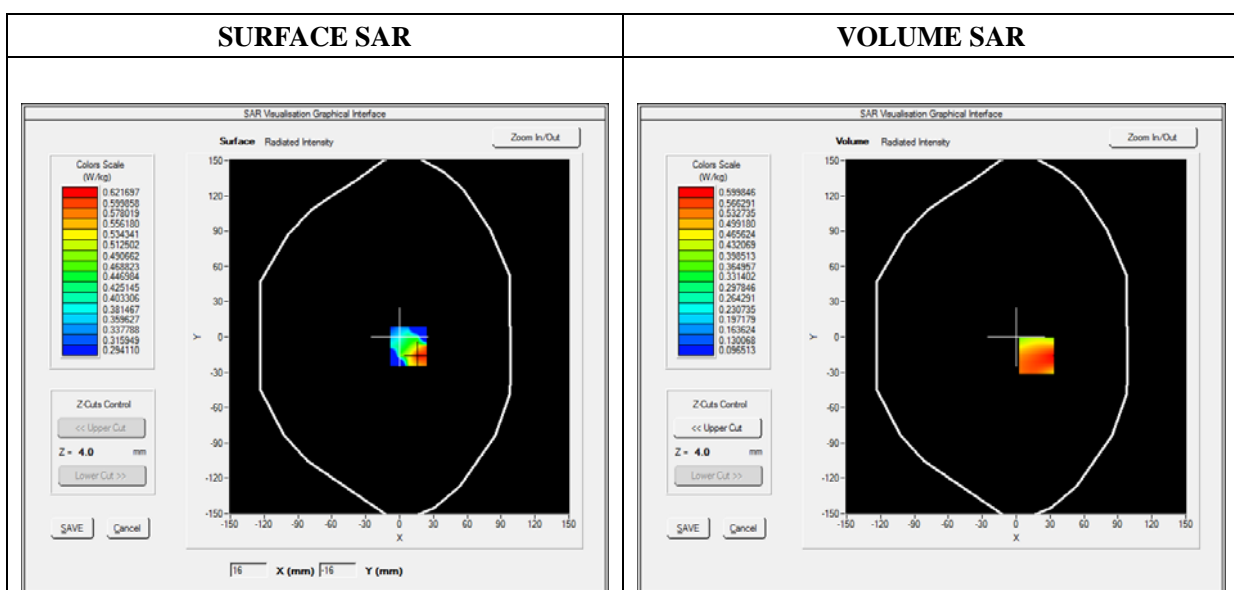 SURFACE SAR
VOLUME SAR
SAR Visualisation Graphical Interface
Surface Radiated Intensity
Zoom In/Out
Colors Scale
(W/kg)
0.621697
0.599858
0.578019
0.556180
0.534341
0.512502
0.490662
0.468823
0.446984
0.425145
0.403306
0.381467
0.359627
0.337788
0.315949
0.294110
Z-Cuts Control
<< Upper Cut
Z = 4.0 mm
Lower Cut >>
SAVE Cancel
150
120
90
60
30
0
-30
-60
-90
-120
-150
Y
-150 -120 -90 -60 -30 0 30 60 90 120 150
X
16 X (mm) -16 Y (mm)
SAR Visualisation Graphical Interface
Volume Radiated Intensity
Zoom In/Out
Colors Scale
(W/kg)
0.599846
0.566291
0.532735
0.499180
0.465624
0.432069
0.398513
0.364957
0.331402
0.297846
0.264291
0.230735
0.197179
0.163624
0.130068
0.096513
Z-Cuts Control
<< Upper Cut
Z = 4.0 mm
Lower Cut >>
SAVE Cancel
150
120
90
60
30
0
-30
-60
-90
-120
-150
Y
-150 -120 -90 -60 -30 0 30 60 90 120 150
X